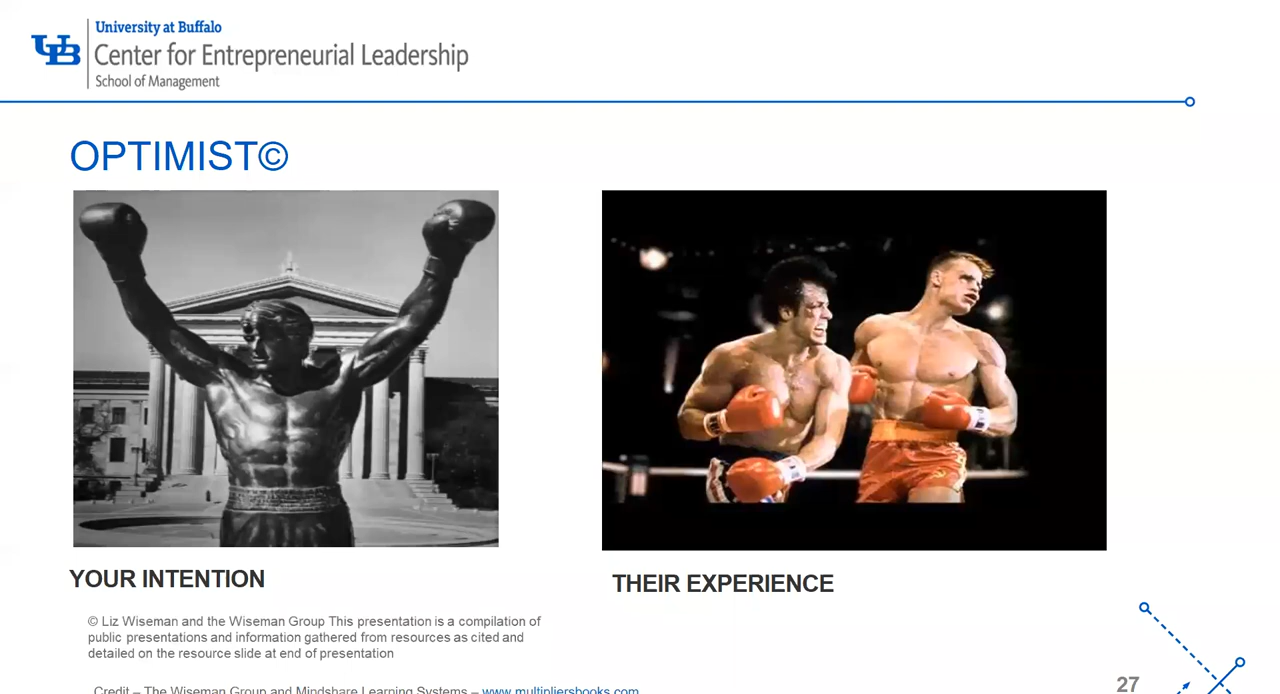 University at Buffalo
UB
Center for Entrepreneurial Leadership
School of Management
OPTIMIST©
YOUR INTENTION
THEIR EXPERIENCE
© Liz Wiseman and the Wiseman Group This presentation is a compilation of
public presentations and information gathered from resources as cited and
detailed on the resource slide at end of presentation
Credit – The Wiseman Group and Mindshare Learning Systems – www.multipliersbooks.com
27